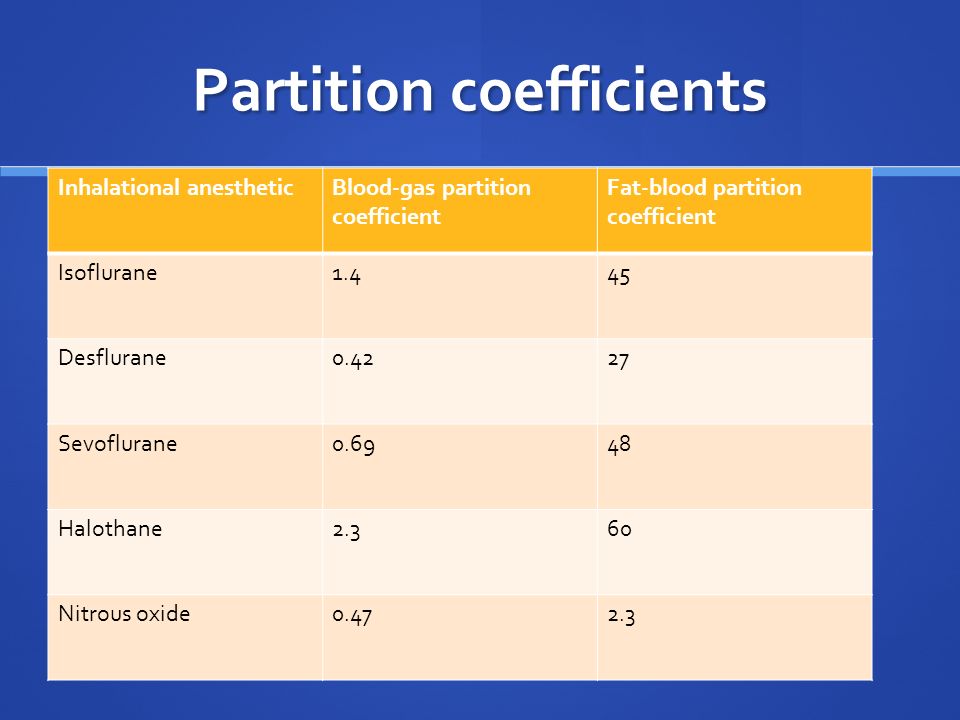 Partition coefficients
Inhalational anesthetic
Blood-gas partition
coefficient
Fat-blood partition
coefficient
Isoflurane 1.4 45
Desflurane 0.42 27
Sevoflurane 0.69 48
Halothane 2.3 60
Nitrous oxide 0.47 2.3